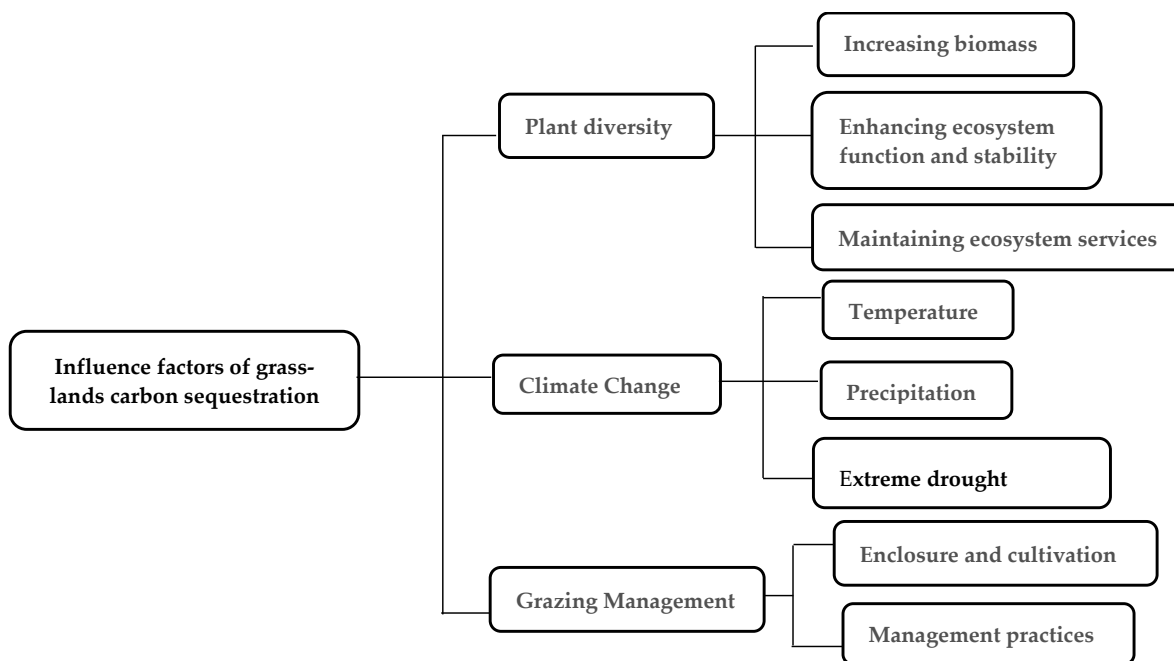 Increasing biomass
Plant diversity
Enhancing ecosystem
function and stability
Maintaining ecosystem services
Temperature
Influence factors of grass-
lands carbon sequestration
Climate Change
Precipitation
Extreme drought
Enclosure and cultivation
Grazing Management
Management practices